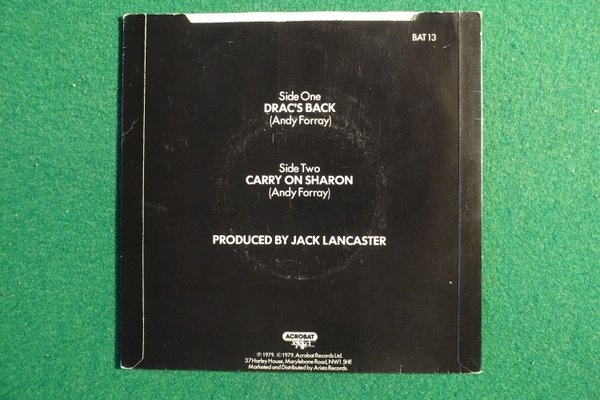 BAT 13
Side One
DRAC'S BACK
(Andy Forray)
Side Two
CARRY ON SHARON
(Andy Forray)
PRODUCED BY JACK LANCASTER
ACROBAT
℗ 1979. © 1979. Acrobat Records Ltd.
37 Harley House, Marylebone Road, NW1 5HF.
Marketed and Distributed by Arista Records.